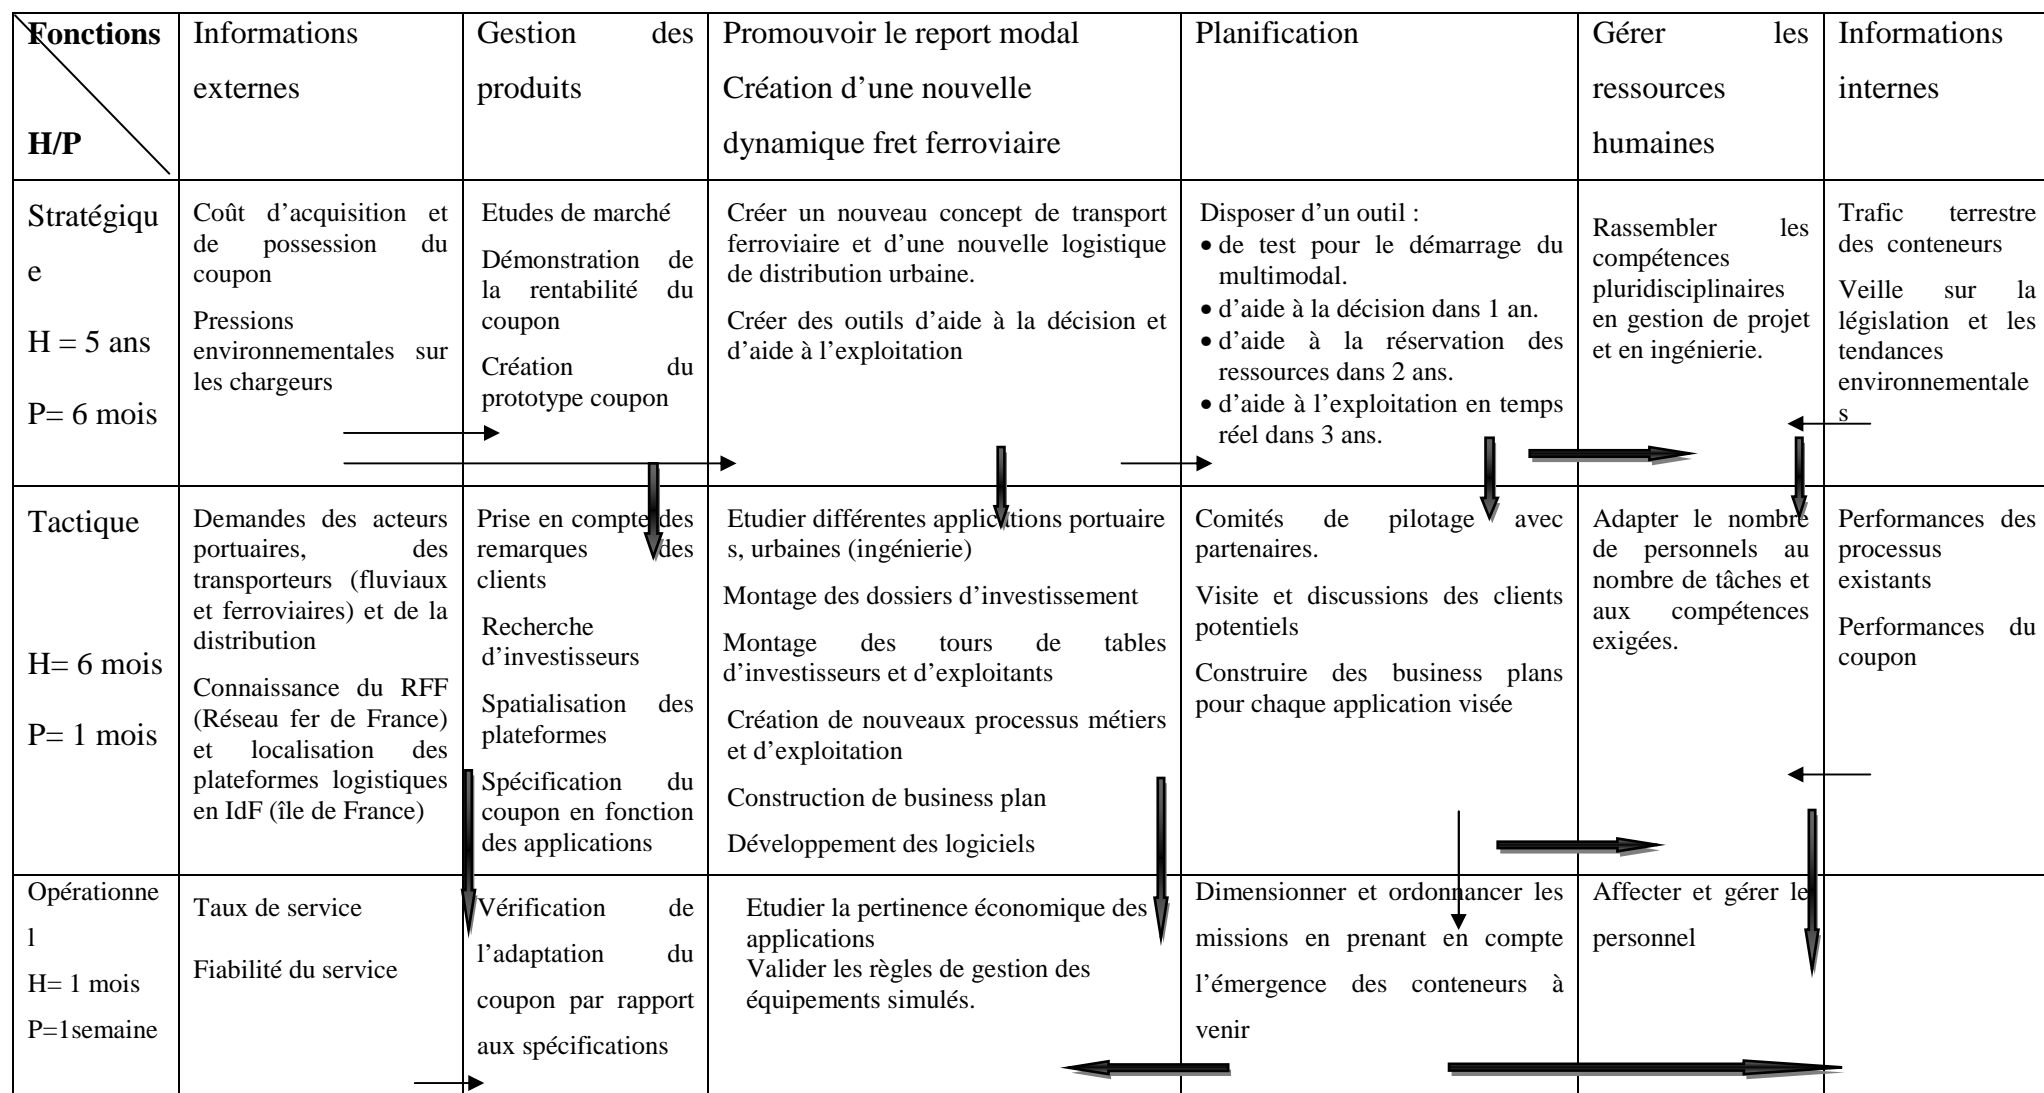 Fonctions
H/P
Informations
externes
Gestion des
produits
Promouvoir le report modal
Création d’une nouvelle
dynamique fret ferroviaire
Planification
Gérer les
ressources
humaines
Informations
internes
Stratégiqu
e
H = 5 ans
P= 6 mois
Coût d’acquisition et
de possession du
coupon
Pressions
environnementales sur
les chargeurs
Etudes de marché
Démonstration de
la rentabilité du
coupon
Création du
prototype coupon
Créer un nouveau concept de transport
ferroviaire et d’une nouvelle logistique
de distribution urbaine.
Créer des outils d’aide à la décision et
d’aide à l’exploitation
Disposer d’un outil :
• de test pour le démarrage du
multimodal.
• d’aide à la décision dans 1 an.
• d’aide à la réservation des
ressources dans 2 ans.
• d’aide à l’exploitation en temps
réel dans 3 ans.
Rassembler les
compétences
pluridisciplinaires
en gestion de projet
et en ingénierie.
Trafic terrestre
des conteneurs
Veille sur la
législation et les
tendances
environnementale
s
Tactique
H= 6 mois
P= 1 mois
Demandes des acteurs
portuaires, des
transporteurs (fluviaux
et ferroviaires) et de la
distribution
Connaissance du RFF
(Réseau fer de France)
et localisation des
plateformes logistiques
en IdF (île de France)
Prise en compte des
remarques des
clients
Recherche
d’investisseurs
Spatialisation des
plateformes
Spécification du
coupon en fonction
des applications
Etudier différentes applications portuaire
s, urbaines (ingénierie)
Montage des dossiers d’investissement
Montage des tours de tables
d’investisseurs et d’exploitants
Création de nouveaux processus métiers
et d’exploitation
Construction de business plan
Développement des logiciels
Comités de pilotage avec
partenaires.
Visite et discussions des clients
potentiels
Construire des business plans
pour chaque application visée
Adapter le nombre
de personnels au
nombre de tâches et
aux compétences
exigées.
Performances des
processus
existants
Performances du
coupon
Opérationne
l
H= 1 mois
P=1semaine
Taux de service
Fiabilité du service
Vérification de
l’adaptation du
coupon par rapport
aux spécifications
Etudier la pertinence économique des
applications
Valider les règles de gestion des
équipements simulés.
Dimensionner et ordonnancer les
missions en prenant en compte
l’émergence des conteneurs à
venir
Affecter et gérer le
personnel